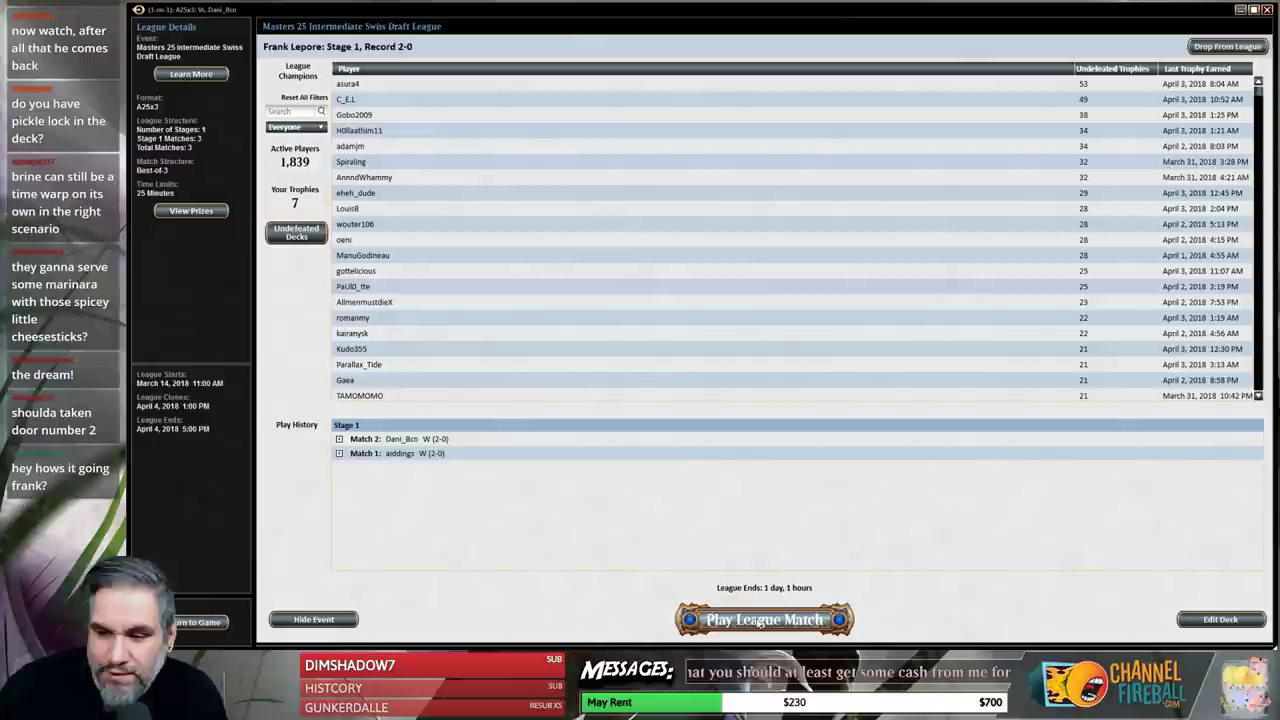 now watch, after
all that he comes
back
do you have
pickle lock in the
deck?
brine can still be a
time warp on its
own in the right
scenario
they ganna serve
some marinara
with those spicey
little
cheesesticks?
the dream!
shoulda taken
door number 2
hey hows it going
frank?
(1-on-1): A25x3: Vs. Dani_Bcn
League Details
Event:
Masters 25 Intermediate Swiss
Draft League
Learn More
Format:
A25x3
League Structure:
Number of Stages: 1
Stage 1 Matches: 3
Total Matches: 3
Match Structure:
Best-of-3
Time Limits:
25 Minutes
View Prizes
League Starts:
March 14, 2018 11:00 AM
League Closes:
April 4, 2018 1:00 PM
League Ends:
April 4, 2018 5:00 PM
to Game
Masters 25 Intermediate Swiss Draft League
Frank Lepore: Stage 1, Record 2-0
Drop From League
League
Champions
Reset All Filters
Search
Everyone
Active Players
1,839
Your Trophies
7
Undefeated
Decks
Player Undefeated Trophies Last Trophy Earned
asura4 53 April 3, 2018 8:04 AM
C_E.L 49 April 3, 2018 10:52 AM
Gobo2009 38 April 3, 2018 1:25 PM
H0llaathim11 34 April 3, 2018 1:21 AM
adamjm 34 April 2, 2018 8:03 PM
Spiraling 32 March 31, 2018 3:28 PM
AnnndWhammy 32 March 31, 2018 4:21 AM
eheh_dude 29 April 3, 2018 12:45 PM
LouisB 28 April 3, 2018 2:04 PM
wouter106 28 April 2, 2018 5:13 PM
oeni 28 April 2, 2018 4:15 PM
ManuGodineau 28 April 1, 2018 4:55 AM
gottelicious 25 April 3, 2018 11:07 AM
PaUl0_tte 25 April 2, 2018 3:19 PM
AllmenmustdieX 23 April 2, 2018 7:53 PM
romanmy 22 April 3, 2018 1:19 AM
kairanysk 22 April 2, 2018 4:56 AM
Kudo355 21 April 3, 2018 12:30 PM
Parallax_Tide 21 April 3, 2018 3:13 AM
Gaea 21 April 2, 2018 8:58 PM
TAMOMOMO 21 March 31, 2018 10:42 PM
Play History
Stage 1
Match 2: Dani_Bcn W (2-0)
Match 1: aiddings W (2-0)
League Ends: 1 day, 1 hours
Hide Event
Play League Match
Edit Deck
DIMSHADOW7 SUB
HISTCORY SUB
GUNKERDALLE RESUB X5
Messages:
at you should at least get some cash from me for
May Rent $230 $700
CHANNEL
FIREBALL
.COM